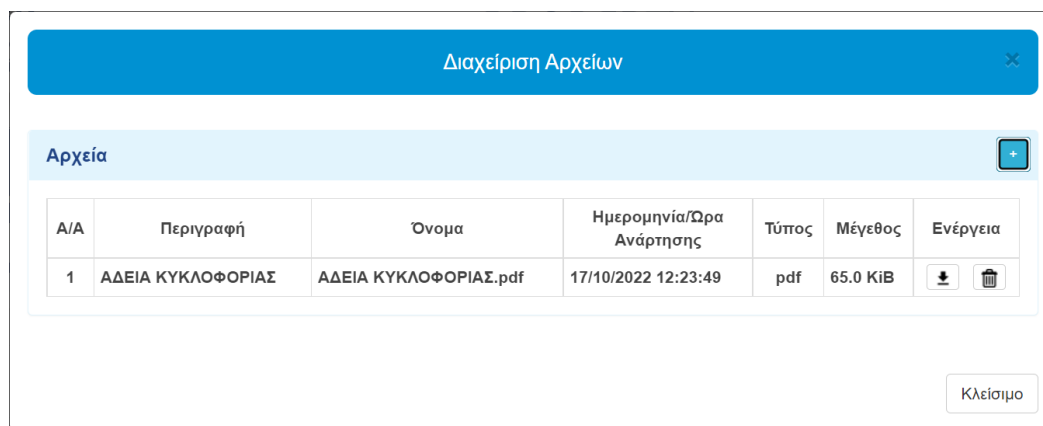 Διαχείριση Αρχείων ×
Αρχεία +
Α/Α Περιγραφή Όνομα Ημερομηνία/Ώρα Ανάρτησης Τύπος Μέγεθος Ενέργεια
1 ΑΔΕΙΑ ΚΥΚΛΟΦΟΡΙΑΣ ΑΔΕΙΑ ΚΥΚΛΟΦΟΡΙΑΣ.pdf 17/10/2022 12:23:49 pdf 65.0 KiB
Κλείσιμο